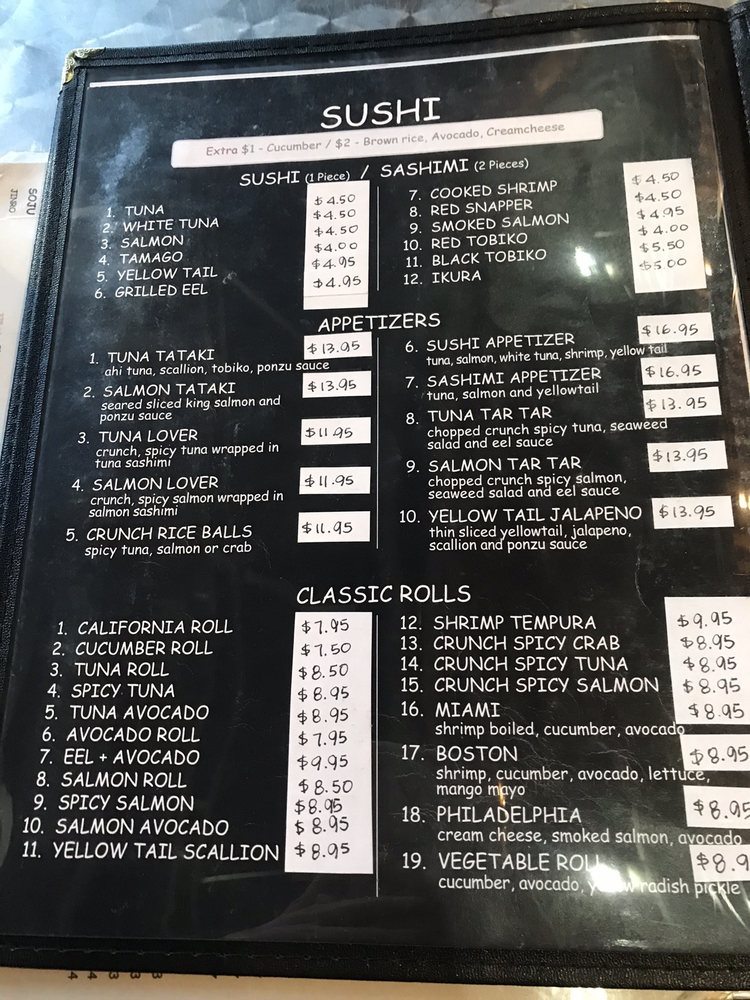 SUSHI
Extra $1 - Cucumber / $2 - Brown rice, Avocado, Creamcheese
SUSHI (1 Piece) / SASHIMI (2 Pieces)
1. TUNA $4.50
2. WHITE TUNA $4.50
3. SALMON $4.50
4. TAMAGO $4.00
5. YELLOW TAIL $4.95
6. GRILLED EEL $4.95
7. COOKED SHRIMP $4.50
8. RED SNAPPER $4.50
9. SMOKED SALMON $4.95
10. RED TOBIKO $4.00
11. BLACK TOBIKO $5.50
12. IKURA $5.00
APPETIZERS
1. TUNA TATAKI $13.95
ahi tuna, scallion, tobiko, ponzu sauce
2. SALMON TATAKI $13.95
seared sliced king salmon and
ponzu sauce
3. TUNA LOVER $11.95
crunch, spicy tuna wrapped in
tuna sashimi
4. SALMON LOVER $11.95
crunch, spicy salmon wrapped in
salmon sashimi
5. CRUNCH RICE BALLS $11.95
spicy tuna, salmon or crab
6. SUSHI APPETIZER $16.95
tuna, salmon, white tuna, shrimp, yellow tail
7. SASHIMI APPETIZER $16.95
tuna, salmon and yellowtail
8. TUNA TAR TAR $13.95
chopped crunch spicy tuna, seaweed
salad and eel sauce
9. SALMON TAR TAR $13.95
chopped crunch spicy salmon,
seaweed salad and eel sauce
10. YELLOW TAIL JALAPENO $13.95
thin sliced yellowtail, jalapeno,
scallion and ponzu sauce
CLASSIC ROLLS
1. CALIFORNIA ROLL $7.95
2. CUCUMBER ROLL $7.50
3. TUNA ROLL $8.50
4. SPICY TUNA $8.95
5. TUNA AVOCADO $8.95
6. AVOCADO ROLL $7.95
7. EEL + AVOCADO $9.95
8. SALMON ROLL $8.50
9. SPICY SALMON $8.95
10. SALMON AVOCADO $8.95
11. YELLOW TAIL SCALLION $8.95
12. SHRIMP TEMPURA $9.95
13. CRUNCH SPICY CRAB $8.95
14. CRUNCH SPICY TUNA $8.95
15. CRUNCH SPICY SALMON $8.95
16. MIAMI $8.95
shrimp boiled, cucumber, avocado
17. BOSTON $8.95
shrimp, cucumber, avocado, lettuce,
mango mayo
18. PHILADELPHIA $8.95
cream cheese, smoked salmon, avocado
19. VEGETABLE ROLL $8.9
cucumber, avocado, yellow radish pickle
SOJU